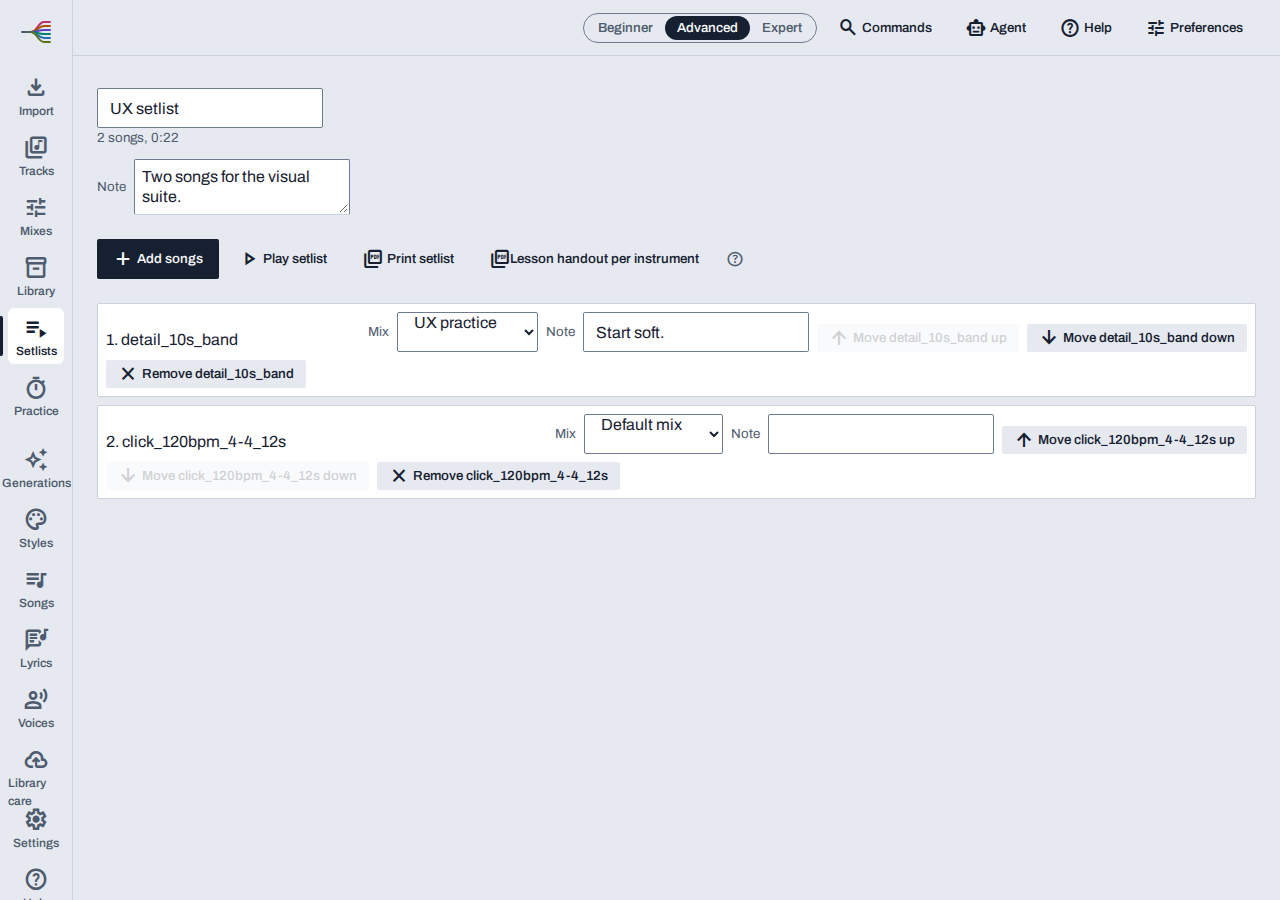 Beginner Advanced Expert Commands Agent Help Preferences
Import
Tracks
Mixes
Library
Setlists
Practice
Generations
Styles
Songs
Lyrics
Voices
Library
care
Settings
UX setlist
2 songs, 0:22
Note Two songs for the visual
suite.
Add songs Play setlist Print setlist Lesson handout per instrument
1. detail_10s_band Mix UX practice Note Start soft. Move detail_10s_band up Move detail_10s_band down
Remove detail_10s_band
2. click_120bpm_4-4_12s Mix Default mix Note Move click_120bpm_4-4_12s up
Move click_120bpm_4-4_12s down Remove click_120bpm_4-4_12s